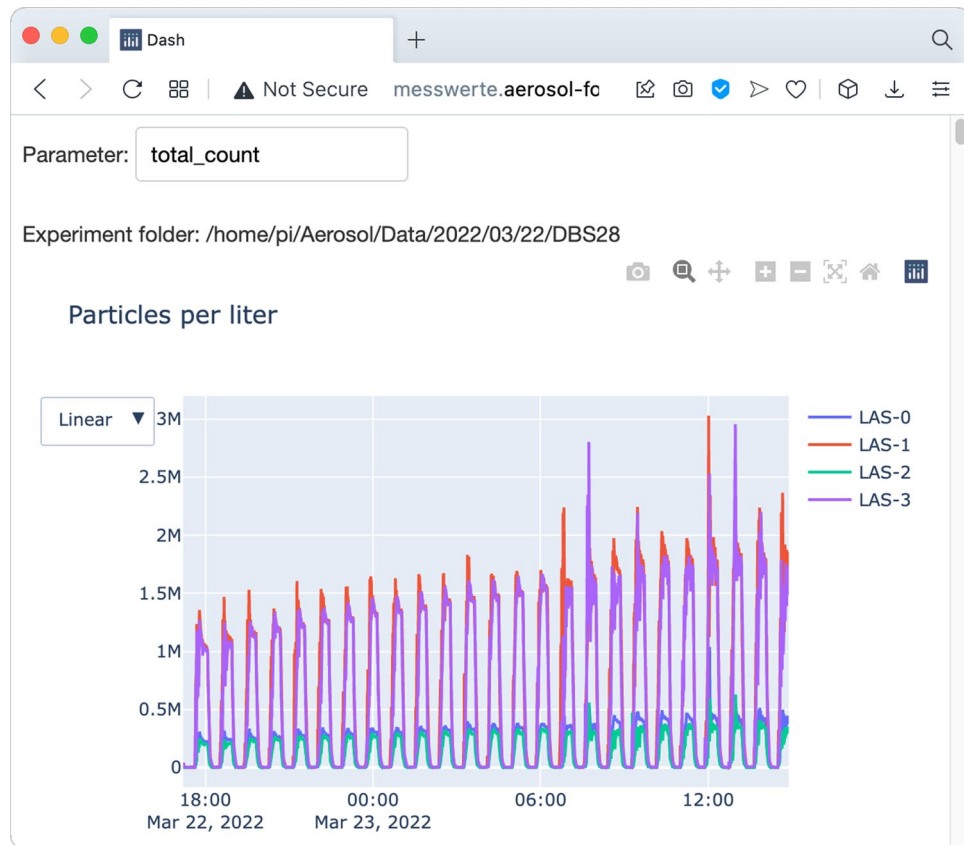 Dash
Not Secure messwerte.aerosol-fo
Parameter: total_count
Experiment folder: /home/pi/Aerosol/Data/2022/03/22/DBS28
Particles per liter
Linear ▼
3M
2.5M
2M
1.5M
1M
0.5M
0
LAS-0
LAS-1
LAS-2
LAS-3
18:00 00:00 06:00 12:00
Mar 22, 2022 Mar 23, 2022